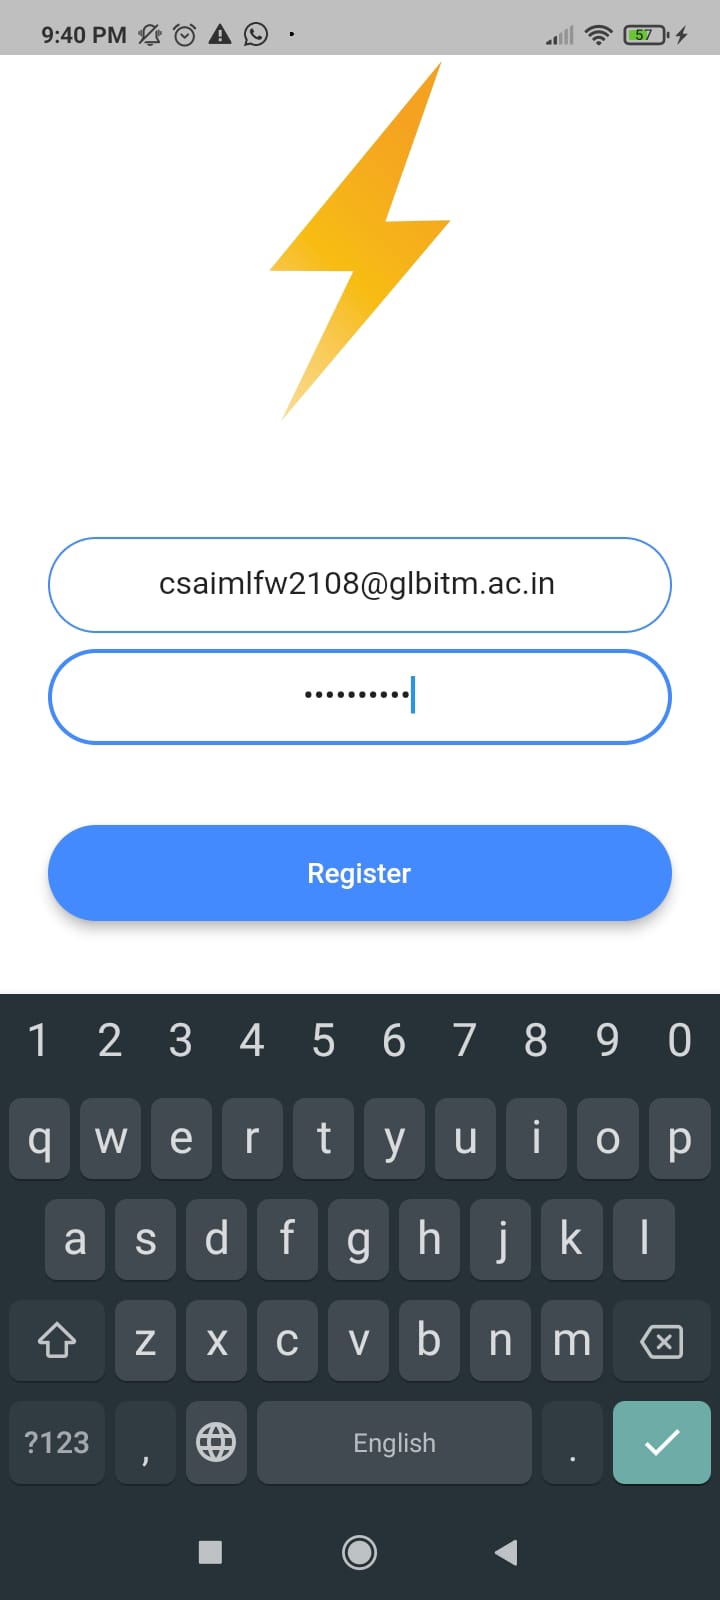 9:40 PM 57
csaimlfw2108@glbitm.ac.in
••••••••••
Register
1 2 3 4 5 6 7 8 9 0
q w e r t y u i o p
a s d f g h j k l
z x c v b n m
?123 , English .